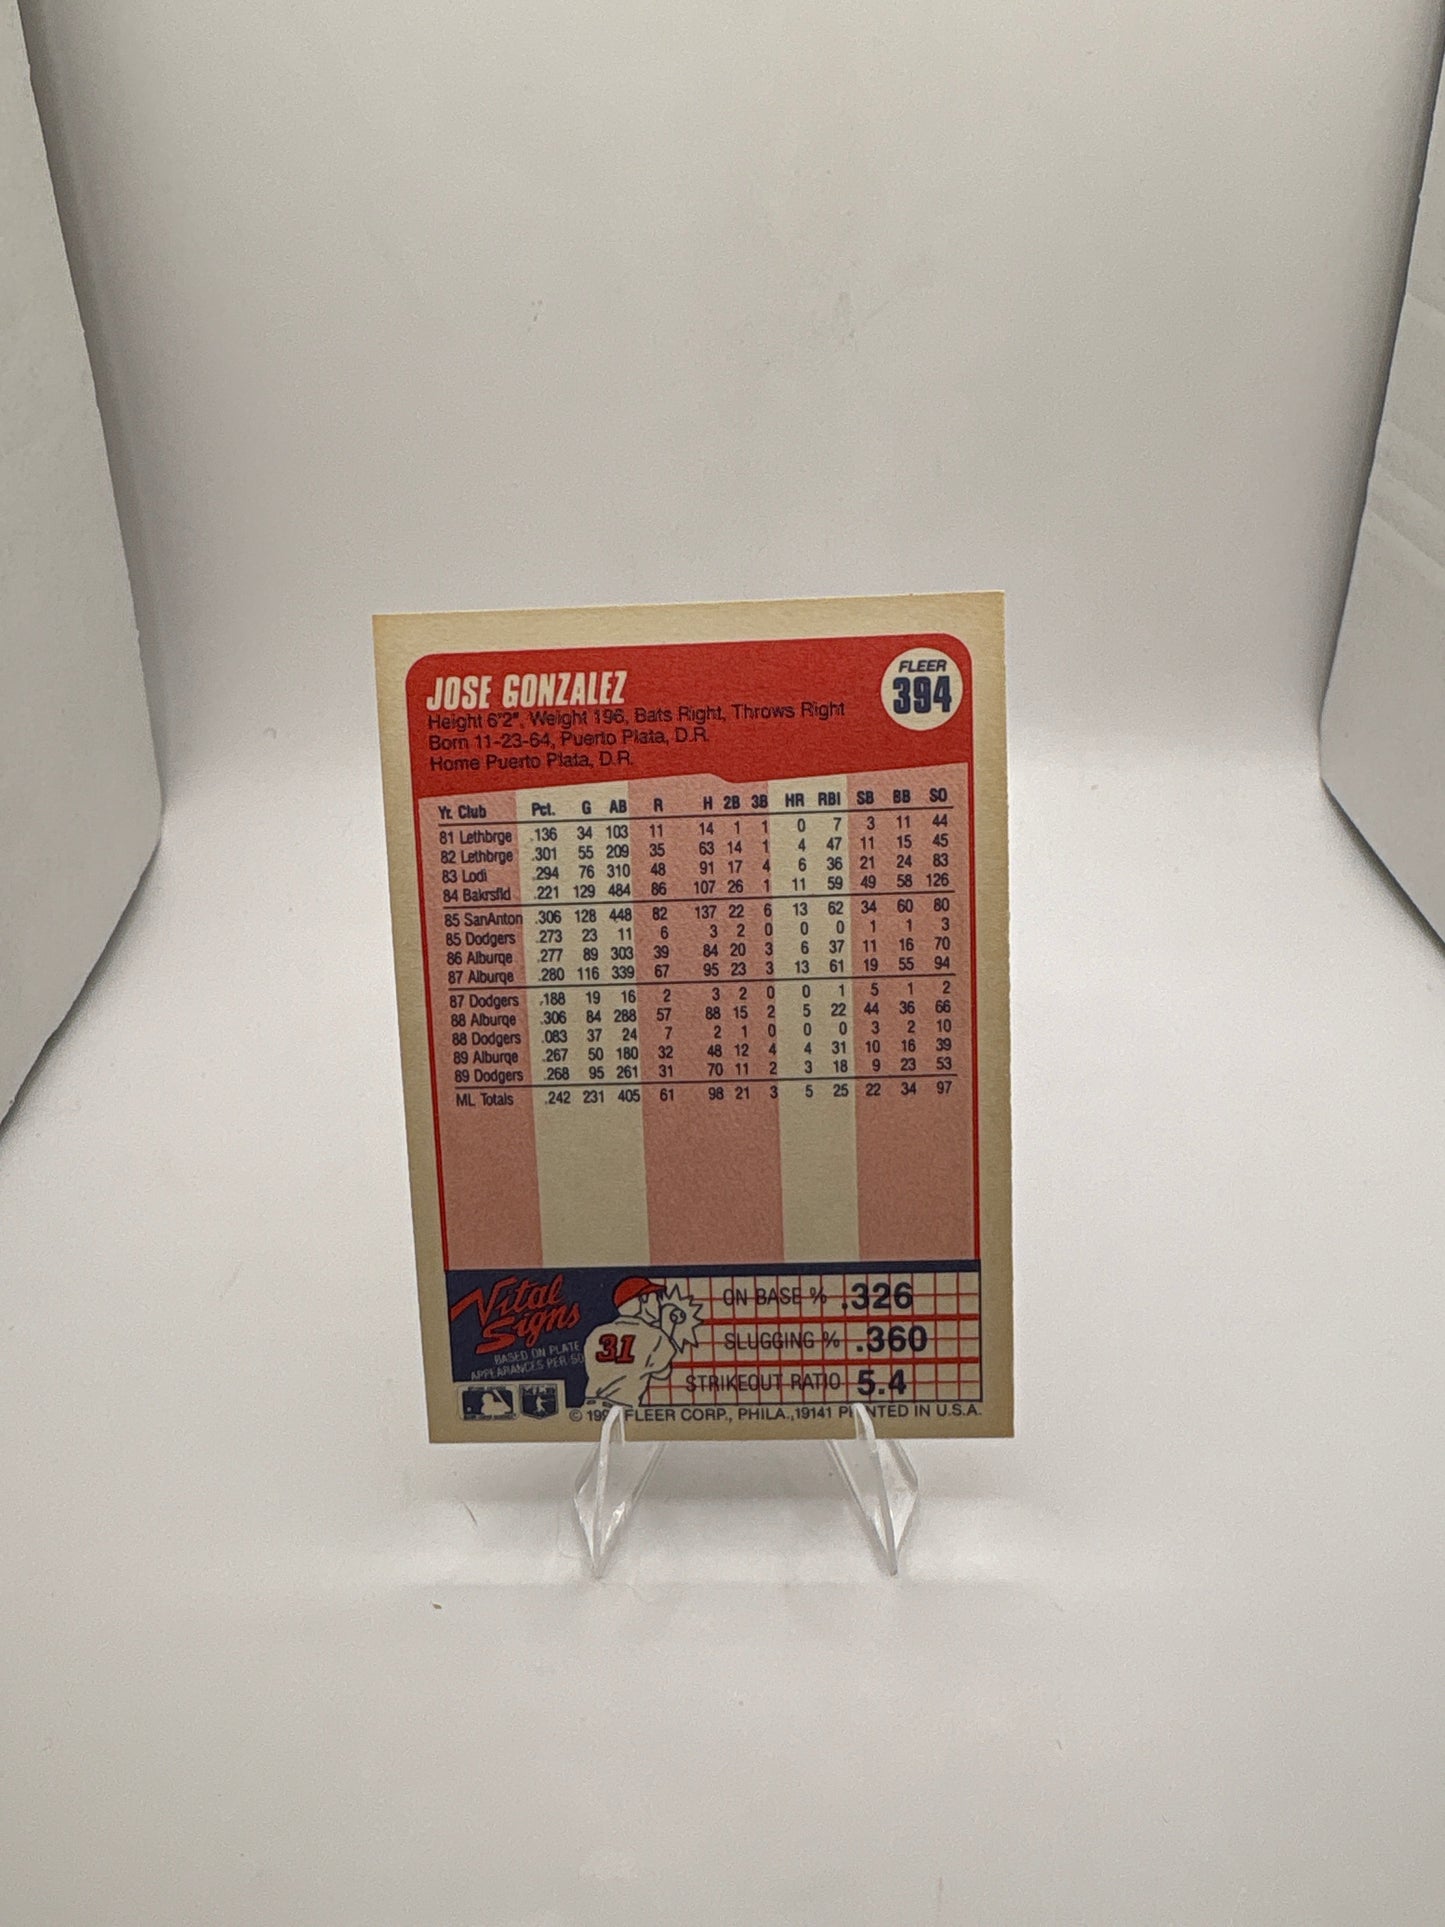 FLEER
394
JOSE GONZALEZ
Height 6'2", Weight 196, Bats Right, Throws Right
Born 11-23-64, Puerto Plata, D.R.
Home Puerto Plata, D.R.
Yr. Club Pct. G AB R H 2B 3B HR RBI SB BB SO
81 Lethbrge .136 34 103 11 14 1 1 0 7 3 11 44
82 Lethbrge .301 55 209 35 63 14 1 4 47 11 15 45
83 Lodi .294 76 310 48 91 17 4 6 36 21 24 83
84 Bakrsfld .221 129 484 86 107 26 1 11 59 49 58 126
85 SanAnton .306 128 448 82 137 22 6 13 62 34 60 80
85 Dodgers .273 23 11 6 3 2 0 0 0 1 1 3
86 Alburqe .277 89 303 39 84 20 3 6 37 11 16 70
87 Alburqe .280 116 339 67 95 23 3 13 61 19 55 94
87 Dodgers .188 19 16 2 3 2 0 0 1 5 1 2
88 Alburqe .306 84 288 57 88 15 2 5 22 44 36 66
88 Dodgers .083 37 24 7 2 1 0 0 0 3 2 10
89 Alburqe .267 50 180 32 48 12 4 4 31 10 16 39
89 Dodgers .268 95 261 31 70 11 2 3 18 9 23 53
ML Totals .242 231 405 61 98 21 3 5 25 22 34 97
Vital
Signs
BASED ON PLATE
APPEARANCES PER 50
31
ON BASE % .326
SLUGGING % .360
STRIKEOUT RATIO 5.4
© FLEER CORP., PHILA.,19141 PRINTED IN U.S.A.